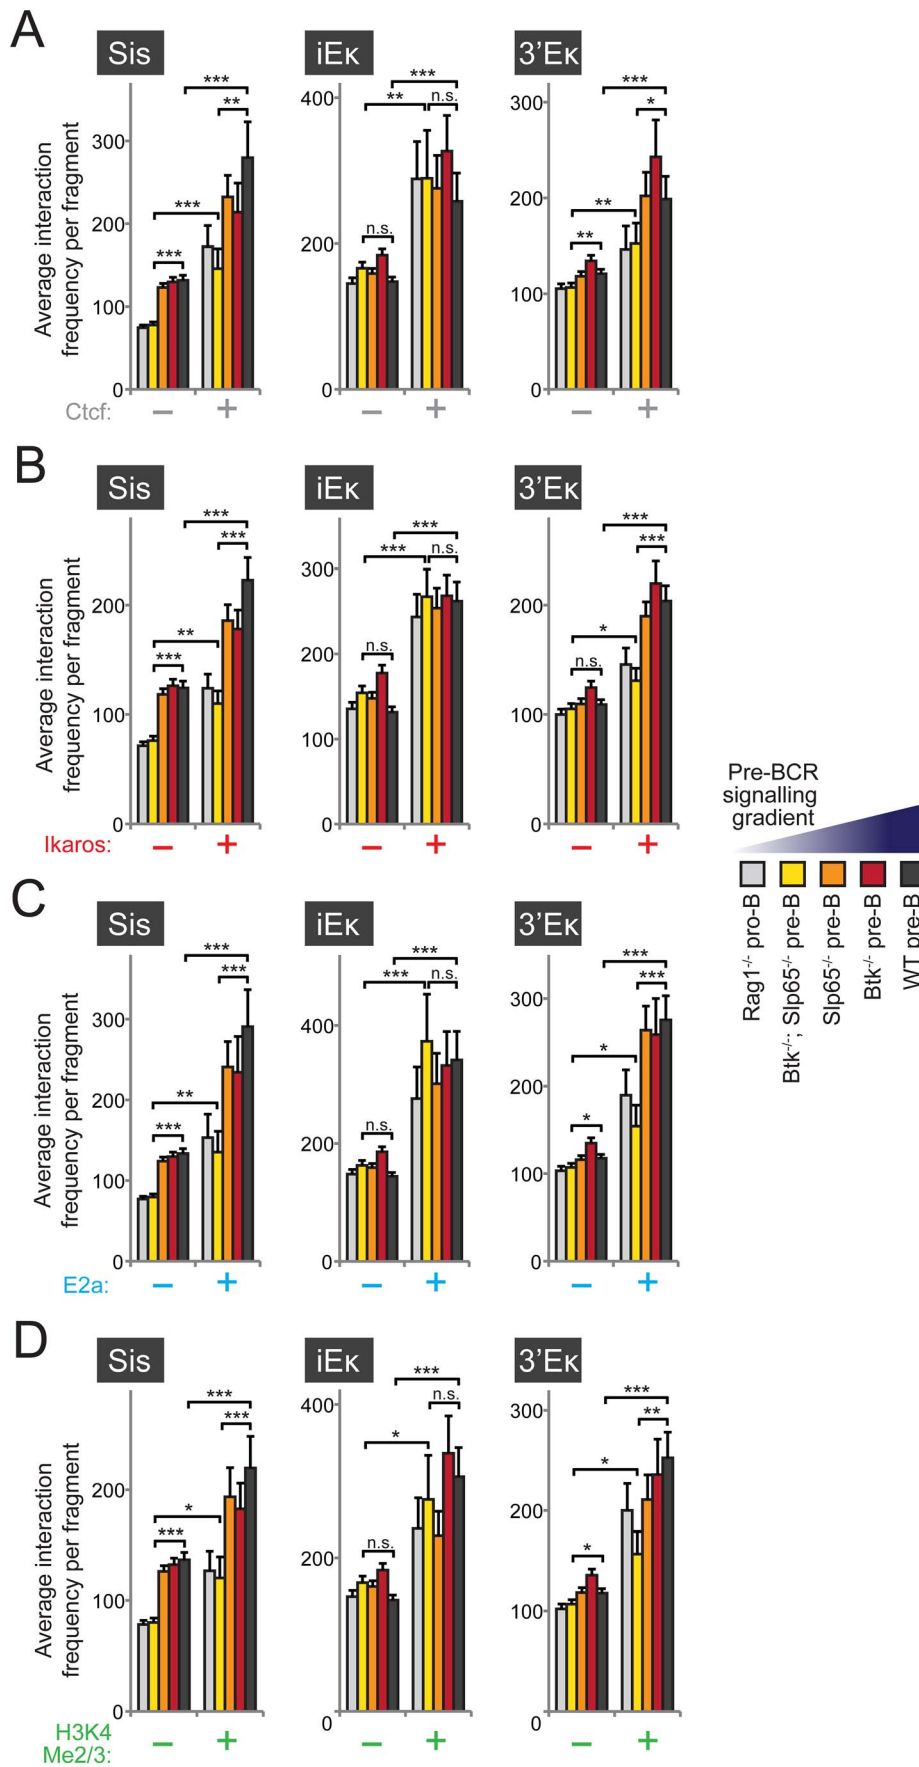 A
Sis
iEκ
3'Eκ
Average interaction
frequency per fragment
300
200
100
0
***
**
***
***
400
200
0
***
**
n.s.
n.s.
300
200
100
0
***
*
**
**
Ctcf:
− + − + − +
B
Sis
iEκ
3'Eκ
Average interaction
frequency per fragment
200
100
0
***
***
**
***
300
200
100
0
***
***
n.s.
n.s.
200
100
0
***
***
*
n.s.
Ikaros:
− + − + − +
Pre-BCR
signalling
gradient
Rag1-/- pro-B
Btk-/-; Slp65-/- pre-B
Slp65-/- pre-B
Btk-/- pre-B
WT pre-B
C
Sis
iEκ
3'Eκ
Average interaction
frequency per fragment
300
200
100
0
***
***
**
***
400
200
0
***
***
n.s.
n.s.
300
200
100
0
***
***
*
*
E2a:
− + − + − +
D
Sis
iEκ
3'Eκ
Average interaction
frequency per fragment
200
100
0
***
***
*
***
400
200
0
***
n.s.
*
n.s.
300
200
100
0
***
**
*
*
H3K4
Me2/3:
− + − + − +